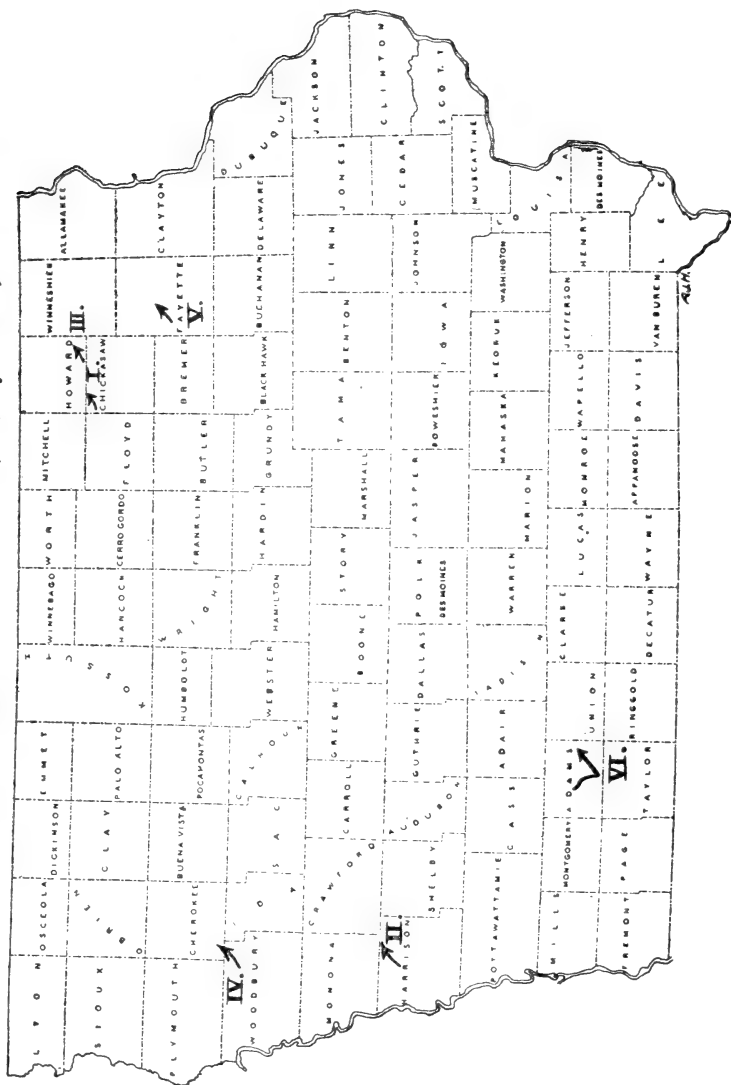 LYON OSCEOLA DICKINSON EMMET KOSSUTH WINNEBAGO WORTH MITCHELL HOWARD WINNESHIEK ALLAMAKEE
III.
I.
SIOUX O'BRIEN CLAY PALO ALTO HANCOCK CERRO GORDO FLOYD CHICKASAW
PLYMOUTH CHEROKEE BUENA VISTA POCAHONTAS HUMBOLDT WRIGHT FRANKLIN BUTLER BREMER FAYETTE CLAYTON
V.
IV.
WOODBURY IDA SAC CALHOUN WEBSTER HAMILTON HARDIN GRUNDY BLACK HAWK BUCHANAN DELAWARE DUBUQUE
MONONA CRAWFORD CARROLL GREENE BOONE STORY MARSHALL TAMA BENTON LINN JONES JACKSON
II.
HARRISON SHELBY AUDUBON GUTHRIE DALLAS POLK JASPER POWESHIEK IOWA JOHNSON CEDAR CLINTON
DES MOINES
SCOTT
POTTAWATTAMIE CASS ADAIR MADISON WARREN MARION MAHASKA KEOKUK WASHINGTON MUSCATINE
LOUISA
MILLS MONTGOMERY ADAMS UNION CLARKE LUCAS MONROE WAPELLO JEFFERSON HENRY DES MOINES
VI.
FREMONT PAGE TAYLOR RINGGOLD DECATUR WAYNE APPANOOSE DAVIS VAN BUREN LEE